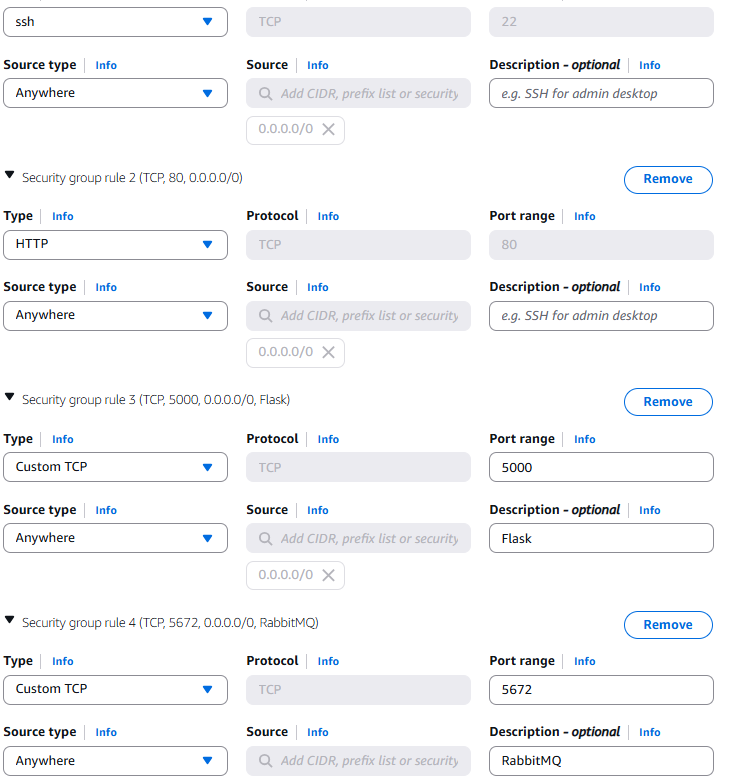 ssh TCP 22
Source type Info Source Info Description - optional Info
Anywhere Add CIDR, prefix list or security e.g. SSH for admin desktop
0.0.0.0/0
Security group rule 2 (TCP, 80, 0.0.0.0/0) Remove
Type Info Protocol Info Port range Info
HTTP TCP 80
Source type Info Source Info Description - optional Info
Anywhere Add CIDR, prefix list or security e.g. SSH for admin desktop
0.0.0.0/0
Security group rule 3 (TCP, 5000, 0.0.0.0/0, Flask) Remove
Type Info Protocol Info Port range Info
Custom TCP TCP 5000
Source type Info Source Info Description - optional Info
Anywhere Add CIDR, prefix list or security Flask
0.0.0.0/0
Security group rule 4 (TCP, 5672, 0.0.0.0/0, RabbitMQ) Remove
Type Info Protocol Info Port range Info
Custom TCP TCP 5672
Source type Info Source Info Description - optional Info
Anywhere Add CIDR, prefix list or security RabbitMQ